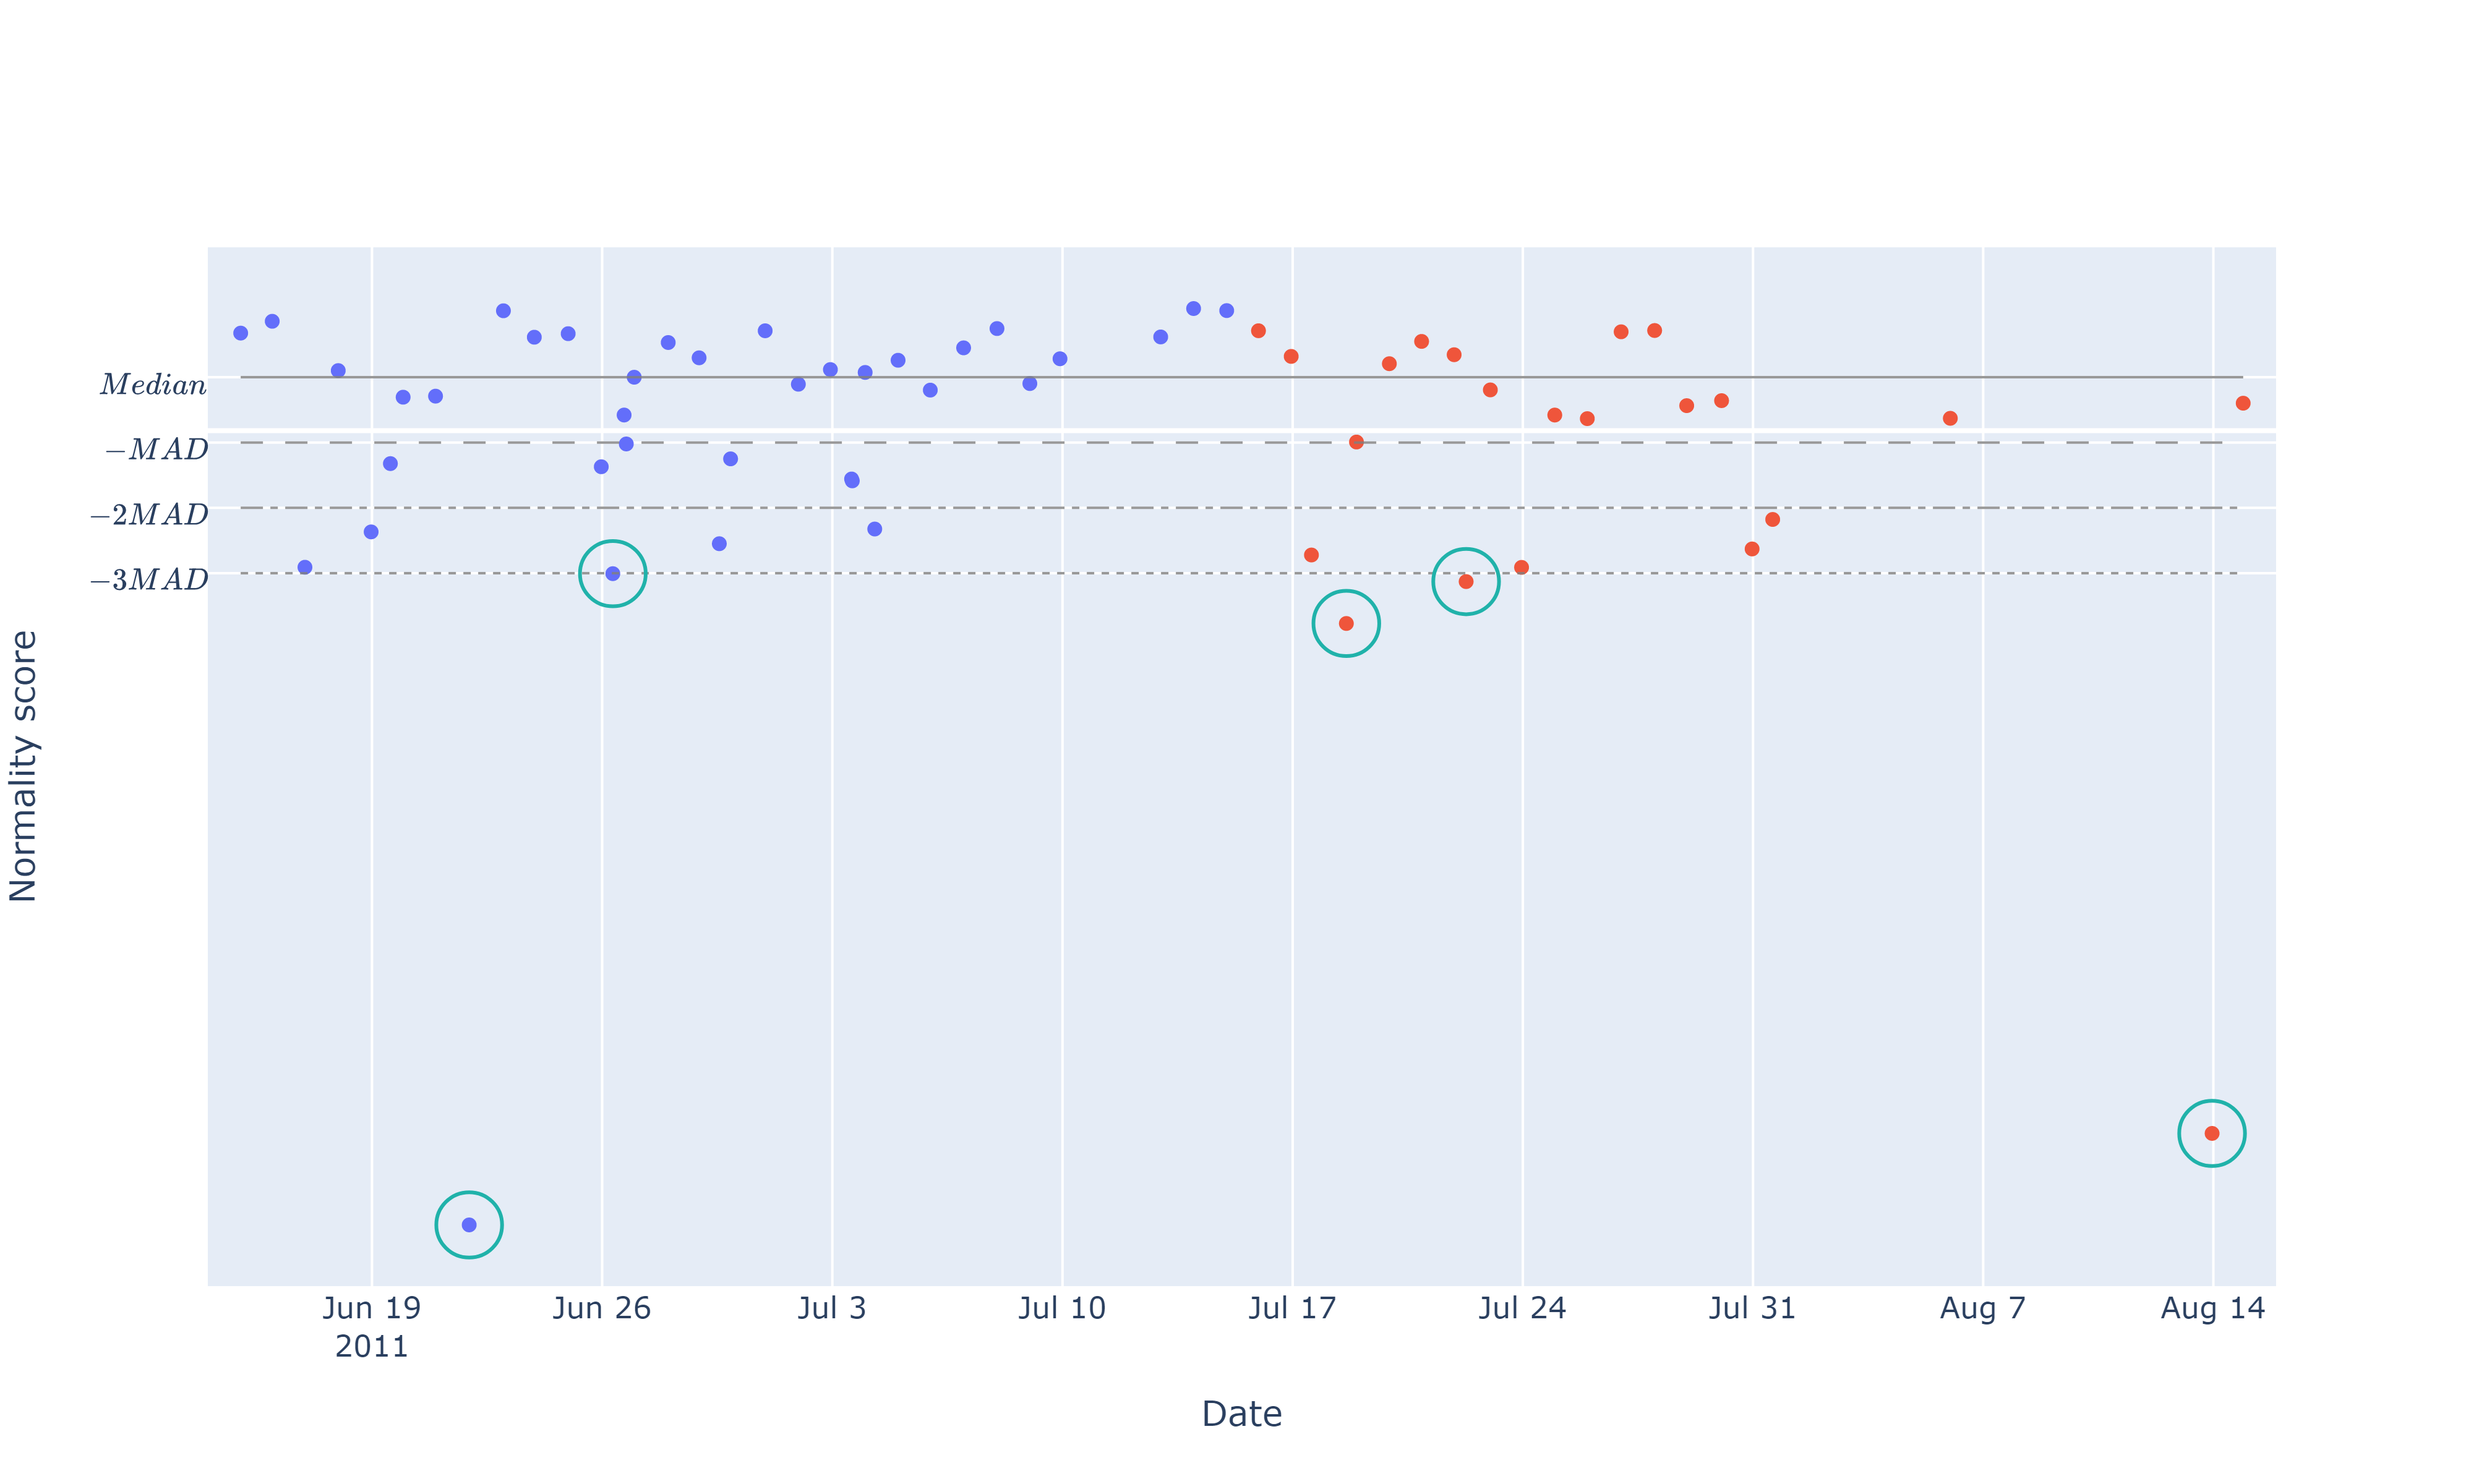 Median
−MAD
−2MAD
−3MAD
Normality score
Jun 19
2011
Jun 26
Jul 3
Jul 10
Jul 17
Jul 24
Jul 31
Aug 7
Aug 14
Date